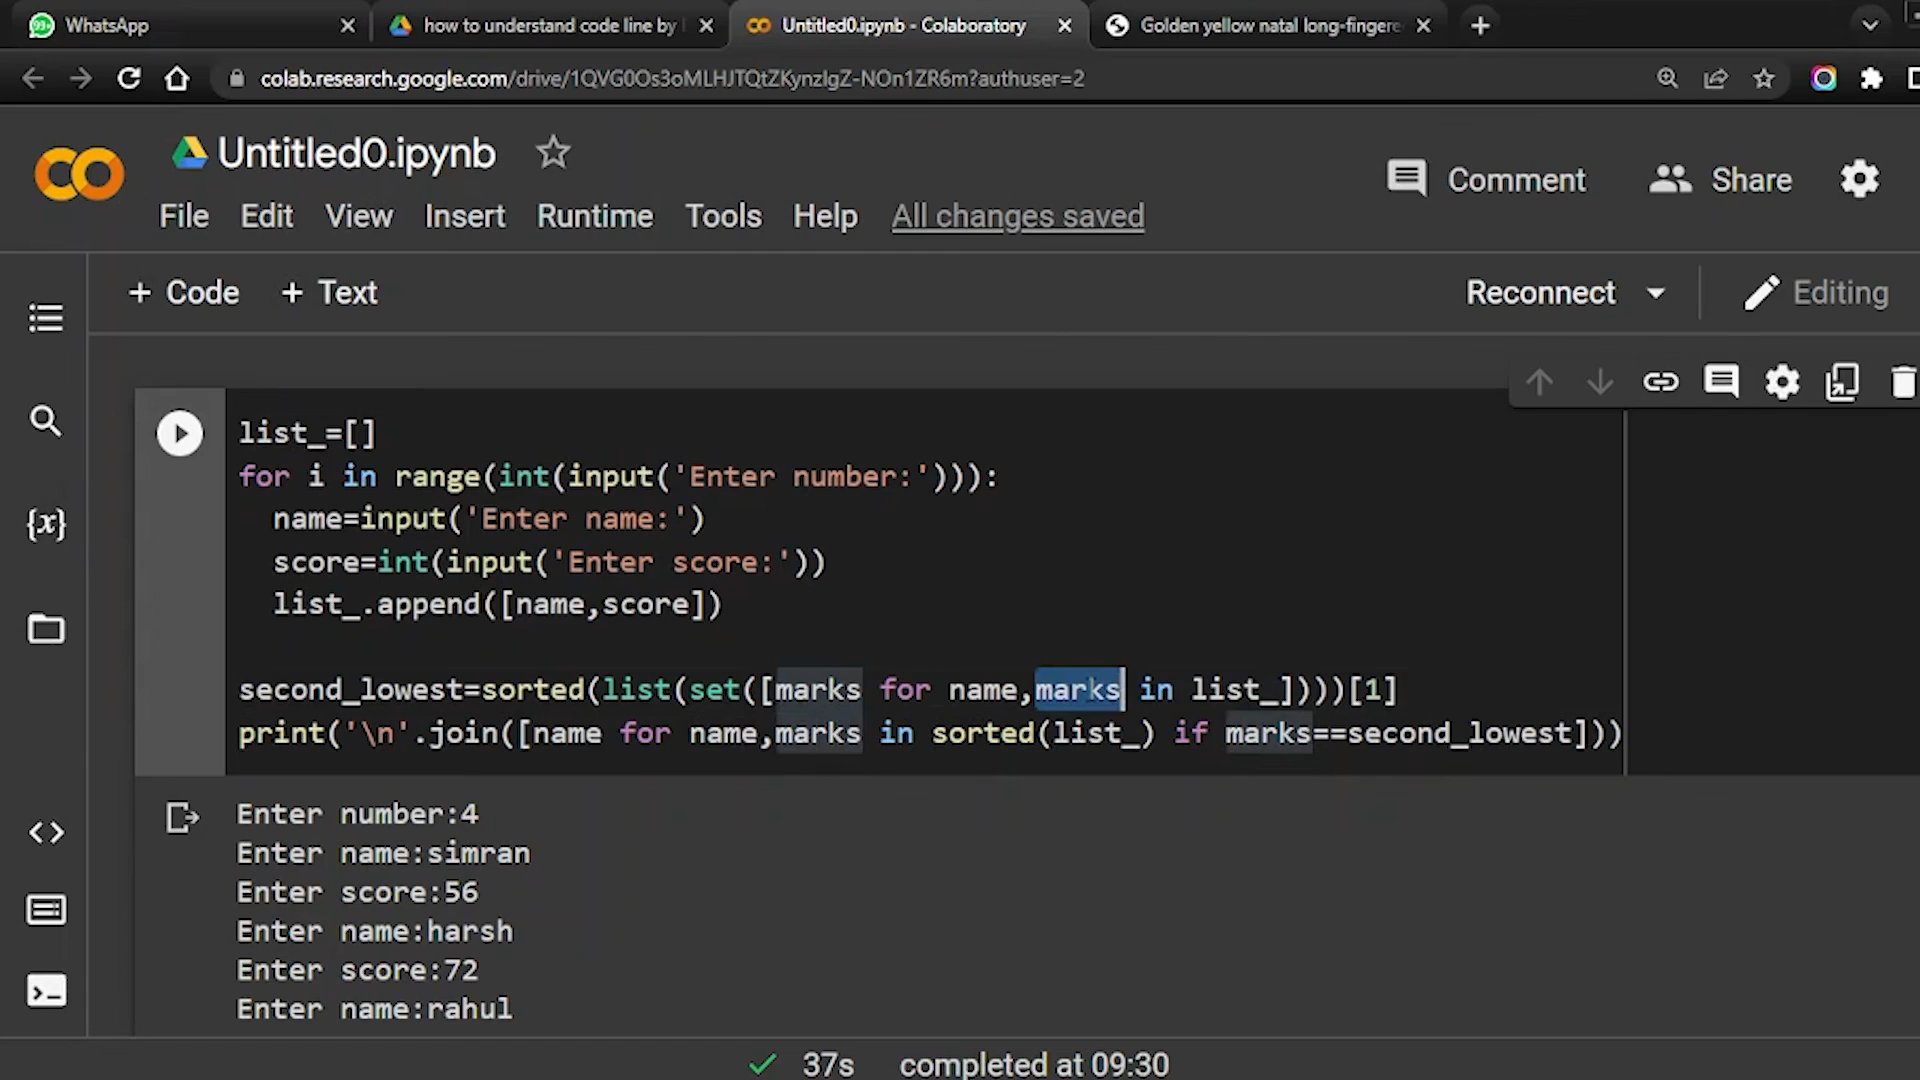 99+ WhatsApp
how to understand code line by
Untitled0.ipynb - Colaboratory
Golden yellow natal long-fingere
colab.research.google.com/drive/1QVG0Os3oMLHJTQtZKynzIgZ-NOn1ZR6m?authuser=2
Untitled0.ipynb
Comment
Share
File Edit View Insert Runtime Tools Help All changes saved
+ Code + Text
Reconnect
Editing
list_=[]
for i in range(int(input('Enter number:'))):
  name=input('Enter name:')
  score=int(input('Enter score:'))
  list_.append([name,score])
{x}
second_lowest=sorted(list(set([marks for name,marks in list_])))[1]
print('\n'.join([name for name,marks in sorted(list_) if marks==second_lowest]))
Enter number:4
Enter name:simran
Enter score:56
Enter name:harsh
Enter score:72
Enter name:rahul
37s completed at 09:30